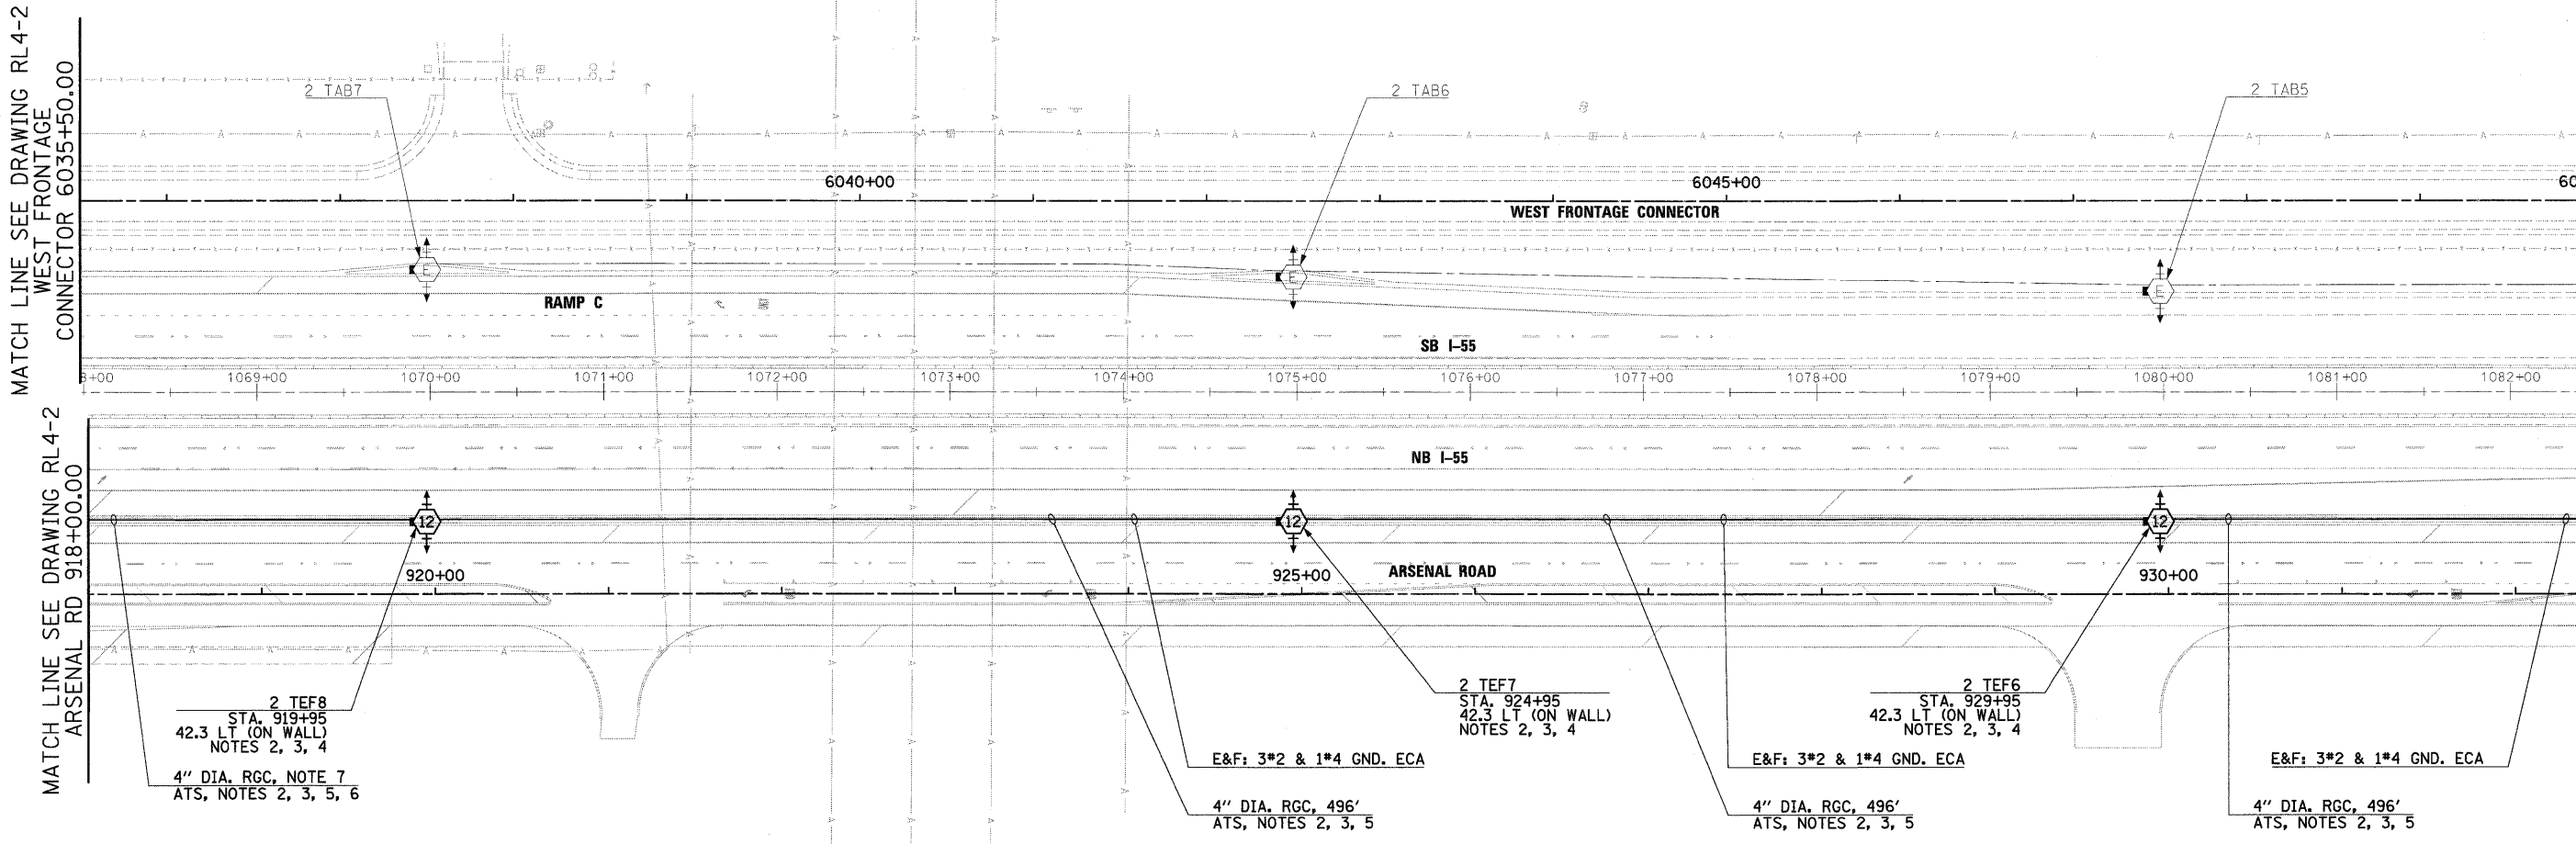 MATCH LINE SEE DRAWING RL4-2
WEST FRONTAGE
CONNECTOR 6035+50.00
2 TAB7
2 TAB6
2 TAB5
6040+00
6045+00
60
WEST FRONTAGE CONNECTOR
E
E
E
RAMP C
SB I-55
8+00
1069+00
1070+00
1071+00
1072+00
1073+00
1074+00
1075+00
1076+00
1077+00
1078+00
1079+00
1080+00
1081+00
1082+00
MATCH LINE SEE DRAWING RL4-2
ARSENAL RD 918+00.00
NB I-55
12
12
12
920+00
925+00
ARSENAL ROAD
930+00
2 TEF8
STA. 919+95
42.3 LT (ON WALL)
NOTES 2, 3, 4
4" DIA. RGC, NOTE 7
ATS, NOTES 2, 3, 5, 6
2 TEF7
STA. 924+95
42.3 LT (ON WALL)
NOTES 2, 3, 4
E&F: 3#2 & 1#4 GND. ECA
4" DIA. RGC, 496'
ATS, NOTES 2, 3, 5
2 TEF6
STA. 929+95
42.3 LT (ON WALL)
NOTES 2, 3, 4
E&F: 3#2 & 1#4 GND. ECA
4" DIA. RGC, 496'
ATS, NOTES 2, 3, 5
E&F: 3#2 & 1#4 GND. ECA
4" DIA. RGC, 496'
ATS, NOTES 2, 3, 5